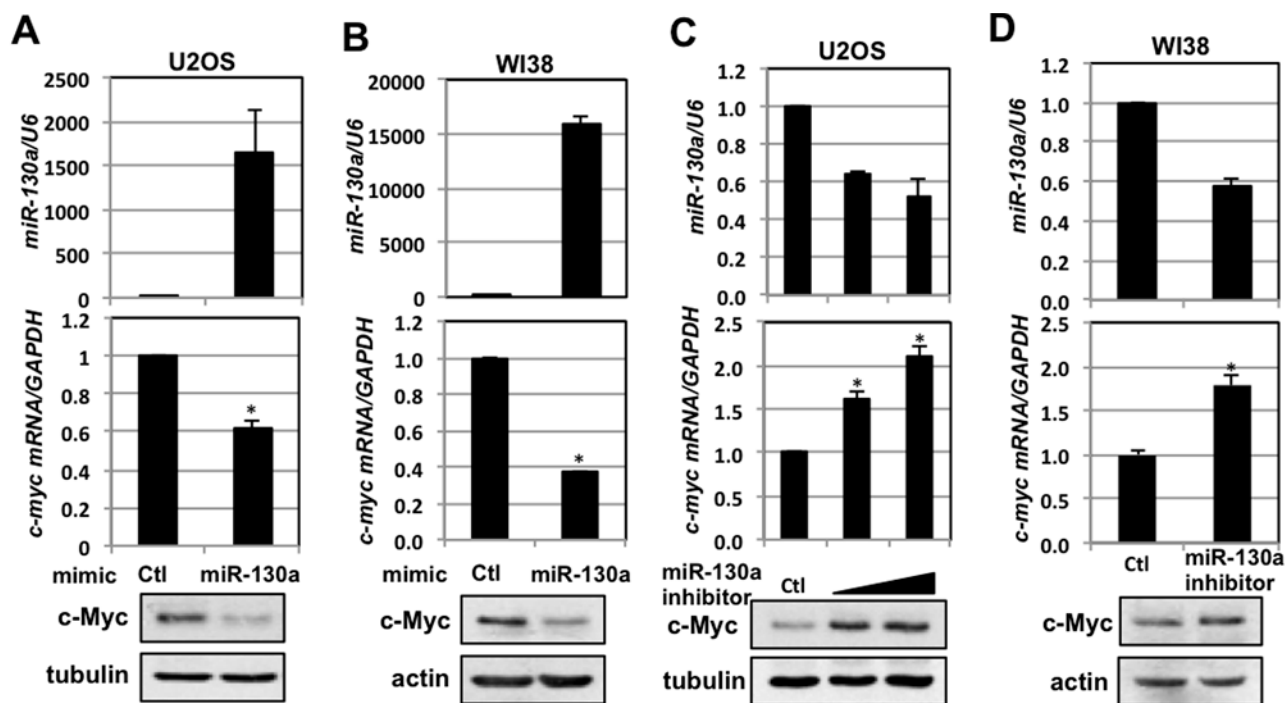 A
U2OS
miR-130a/U6
2500
2000
1500
1000
500
0
c-myc mRNA/GAPDH
1.2
1
0.8
0.6
0.4
0.2
0
*
mimic Ctl miR-130a
c-Myc
tubulin
B
WI38
miR-130a/U6
20000
15000
10000
5000
0
c-myc mRNA/GAPDH
1.2
1.0
0.8
0.6
0.4
0.2
0.0
*
mimic Ctl miR-130a
c-Myc
actin
C
U2OS
miR-130a/U6
1.2
1.0
0.8
0.6
0.4
0.2
0.0
c-myc mRNA/GAPDH
2.5
2.0
1.5
1.0
0.5
0.0
*
*
miR-130a
inhibitor Ctl
c-Myc
tubulin
D
WI38
miR-130a/U6
1.2
1.0
0.8
0.6
0.4
0.2
0.0
c-myc mRNA/GAPDH
2.5
2.0
1.5
1.0
0.5
0.0
*
Ctl miR-130a
inhibitor
c-Myc
actin